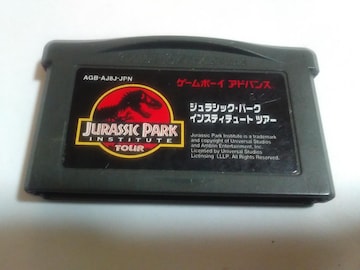 AGB-AJ8J-JPN
ゲームボーイ アドバンス
JURASSIC PARK
INSTITUTE
TOUR
ジュラシック・パーク
インスティテュート ツアー
Jurassic Park Institute is a trademark
and copyright of Universal Studios
and Amblin Entertainment, Inc.
Licensed by Universal Studios
Licensing LLLP. All Rights Reserved.